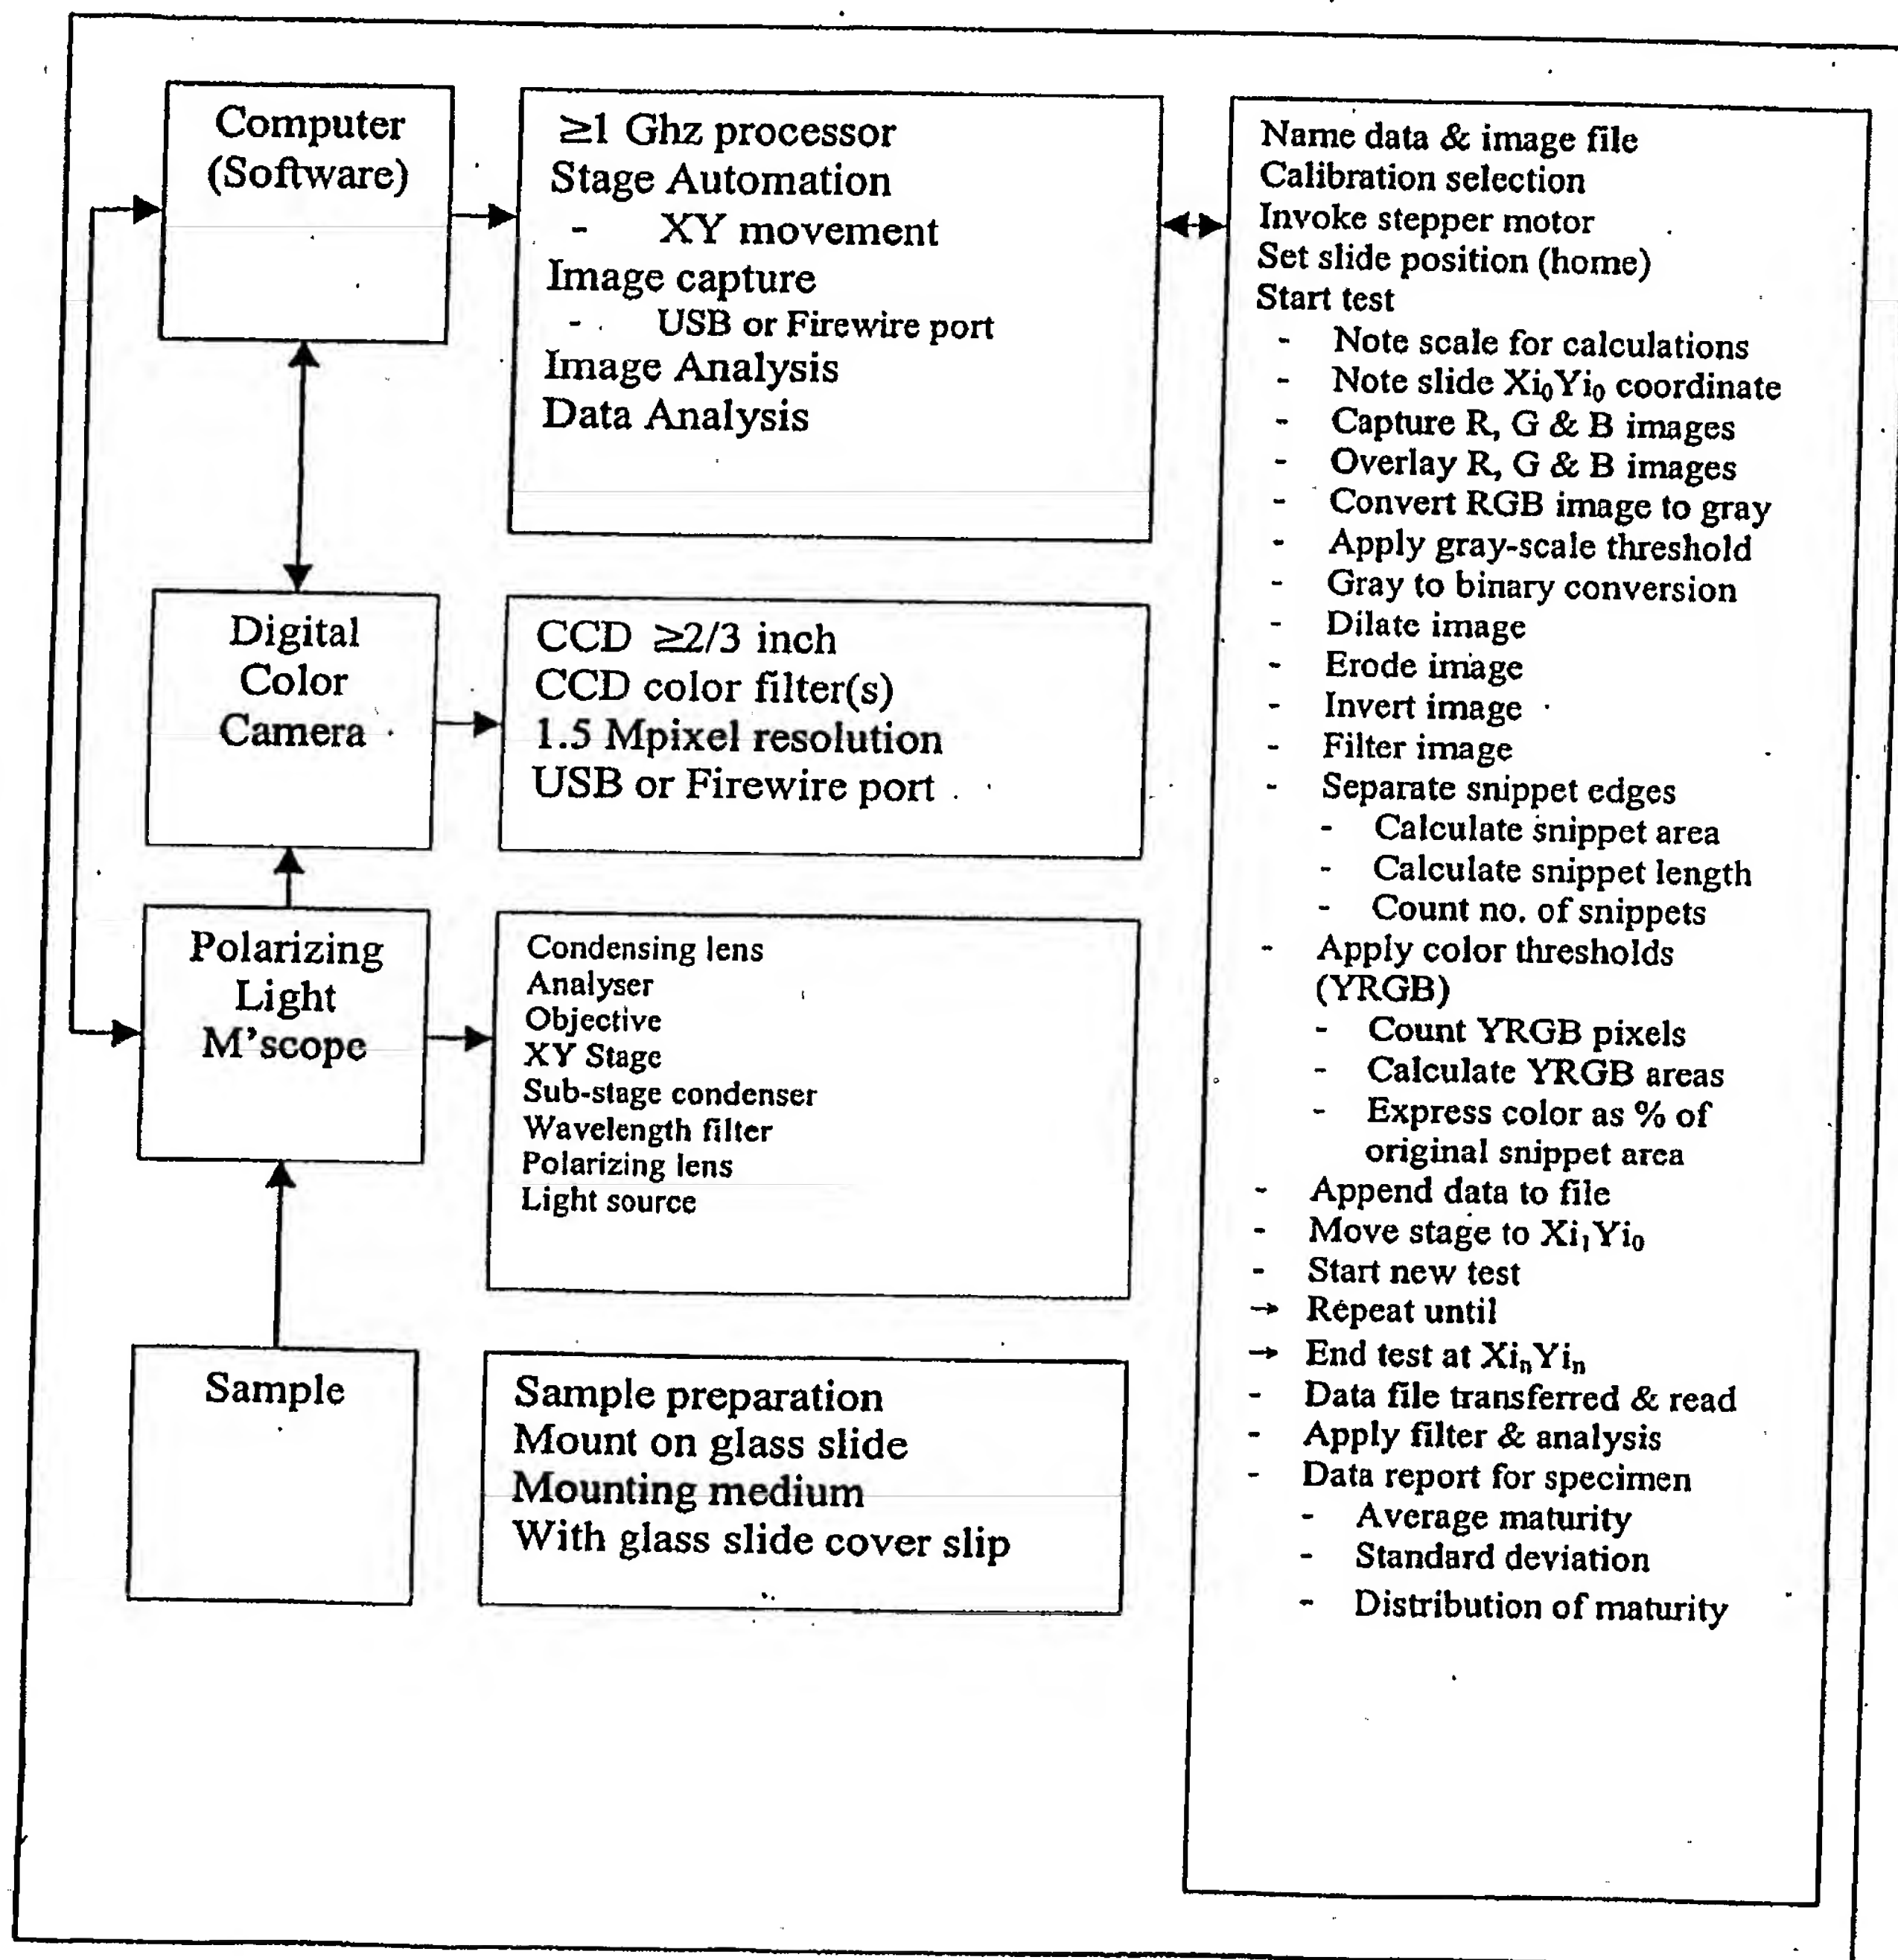 Computer
(Software)
≥1 Ghz processor
Stage Automation
- XY movement
Image capture
- USB or Firewire port
Image Analysis
Data Analysis
Digital
Color
Camera
CCD ≥2/3 inch
CCD color filter(s)
1.5 Mpixel resolution
USB or Firewire port
Polarizing
Light
M'scope
Condensing lens
Analyser
Objective
XY Stage
Sub-stage condenser
Wavelength filter
Polarizing lens
Light source
Sample
Sample preparation
Mount on glass slide
Mounting medium
With glass slide cover slip
Name data & image file
Calibration selection
Invoke stepper motor
Set slide position (home)
Start test
- Note scale for calculations
- Note slide Xi₀Yi₀ coordinate
- Capture R, G & B images
- Overlay R, G & B images
- Convert RGB image to gray
- Apply gray-scale threshold
- Gray to binary conversion
- Dilate image
- Erode image
- Invert image
- Filter image
- Separate snippet edges
- Calculate snippet area
- Calculate snippet length
- Count no. of snippets
- Apply color thresholds
(YRGB)
- Count YRGB pixels
- Calculate YRGB areas
- Express color as % of
original snippet area
- Append data to file
- Move stage to Xi₁Yi₀
- Start new test
→ Repeat until
→ End test at XiₙYiₙ
- Data file transferred & read
- Apply filter & analysis
- Data report for specimen
- Average maturity
- Standard deviation
- Distribution of maturity